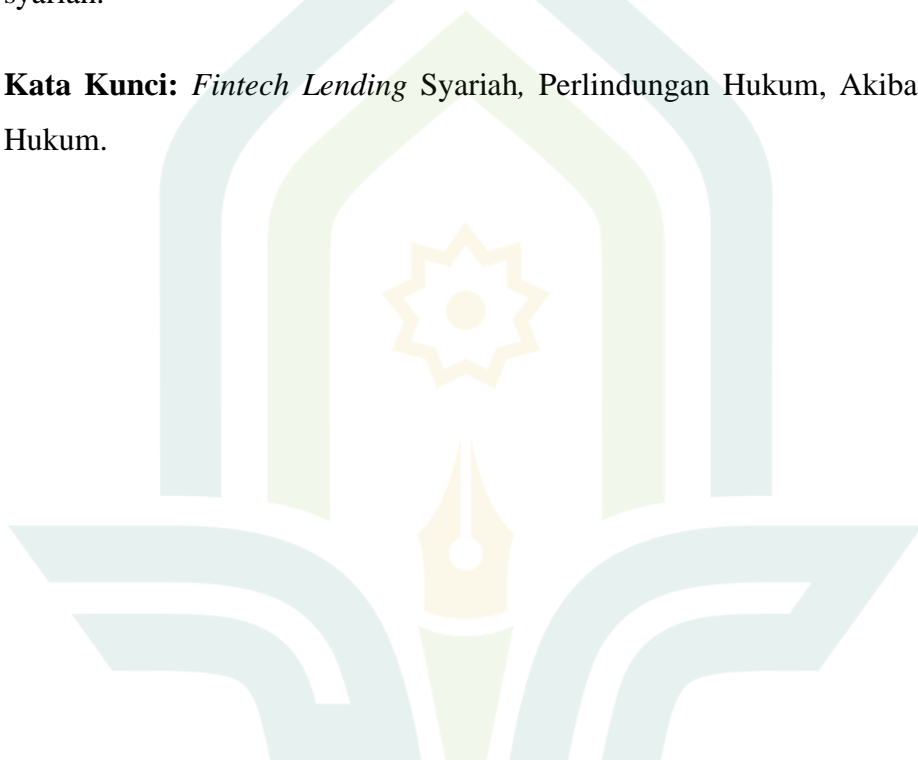 syariah.
Kata Kunci: Fintech Lending Syariah, Perlindungan Hukum, Akiba
Hukum.